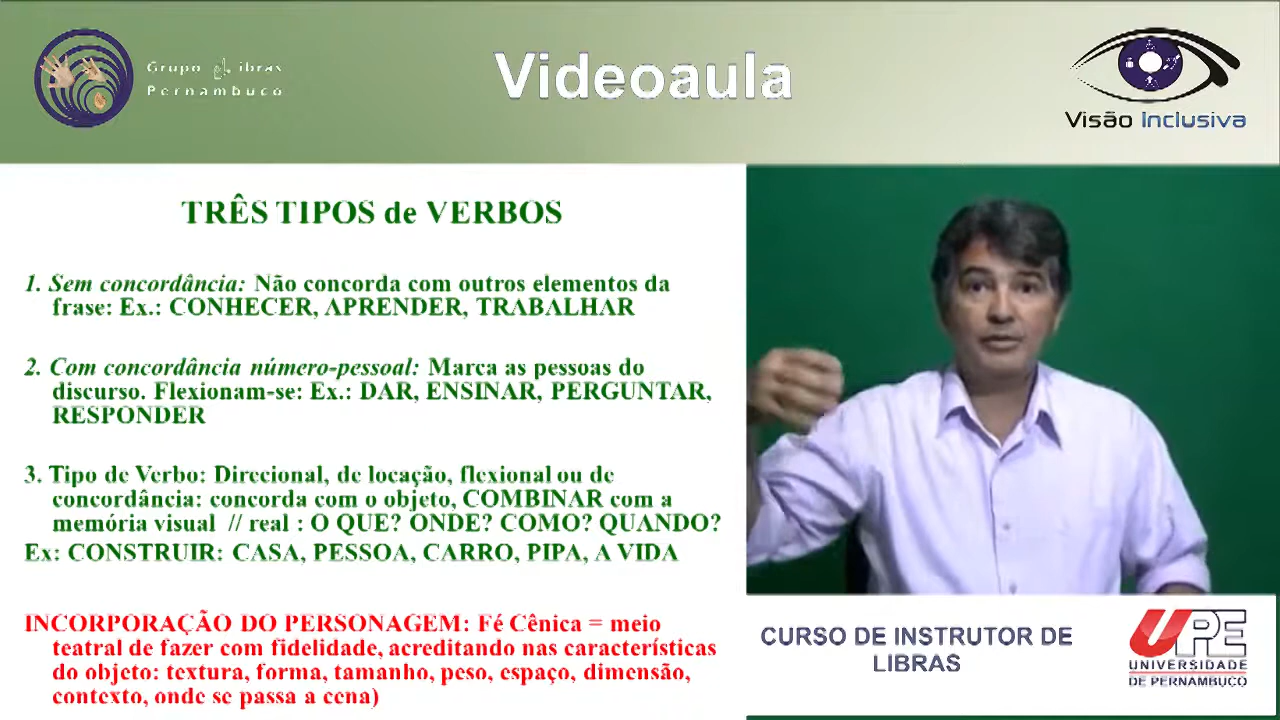 Grupo Libras
Pernambuco
Videoaula
Visão Inclusiva
TRÊS TIPOS de VERBOS
1. Sem concordância: Não concorda com outros elementos da
frase: Ex.: CONHECER, APRENDER, TRABALHAR
2. Com concordância número-pessoal: Marca as pessoas do
discurso. Flexionam-se: Ex.: DAR, ENSINAR, PERGUNTAR,
RESPONDER
3. Tipo de Verbo: Direcional, de locação, flexional ou de
concordância: concorda com o objeto, COMBINAR com a
memória visual // real : O QUE? ONDE? COMO? QUANDO?
Ex: CONSTRUIR: CASA, PESSOA, CARRO, PIPA, A VIDA
INCORPORAÇÃO DO PERSONAGEM: Fé Cênica = meio
teatral de fazer com fidelidade, acreditando nas características
do objeto: textura, forma, tamanho, peso, espaço, dimensão,
contexto, onde se passa a cena)
CURSO DE INSTRUTOR DE
LIBRAS
UPE
UNIVERSIDADE
DE PERNAMBUCO